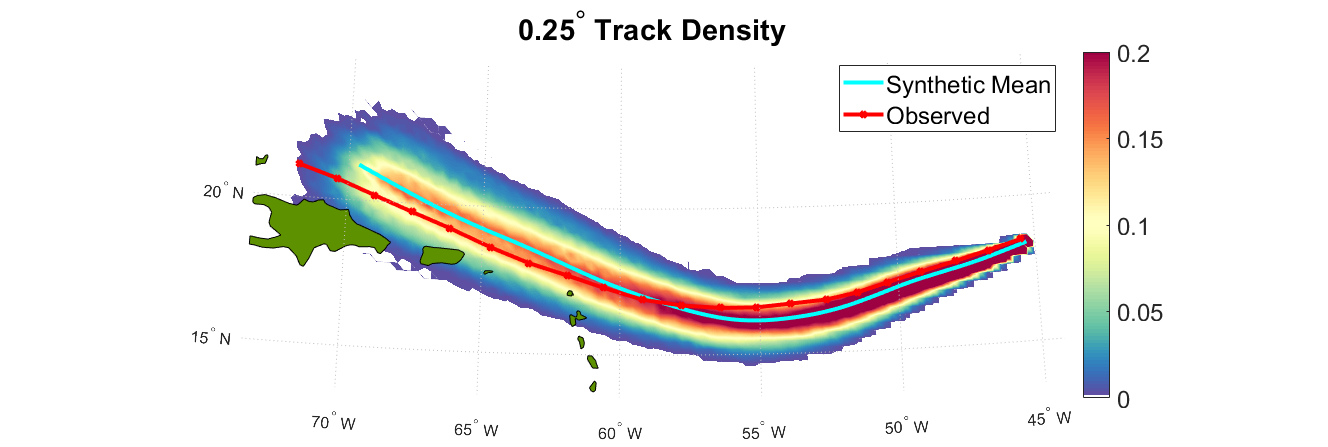 0.25° Track Density
Synthetic Mean
Observed
0.2
0.15
0.1
0.05
0
20° N
15° N
70° W
65° W
60° W
55° W
50° W
45° W